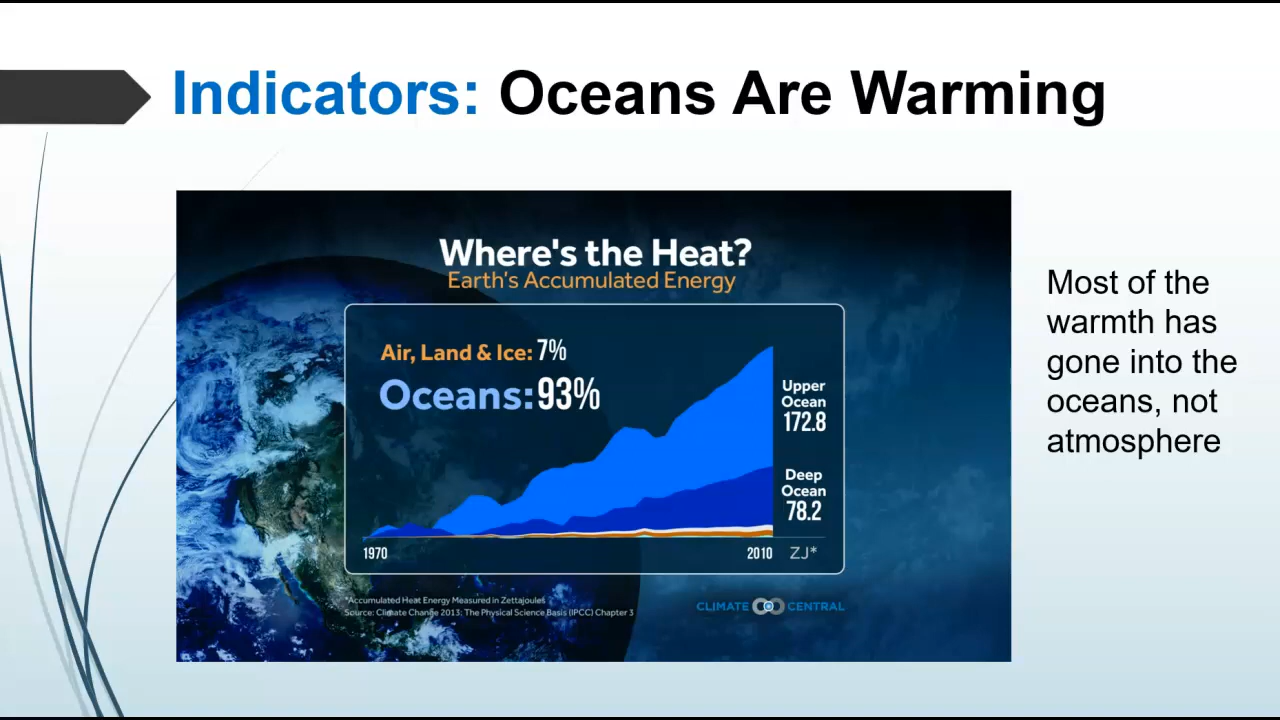 Indicators: Oceans Are Warming
Where's the Heat?
Earth's Accumulated Energy
Air, Land & Ice: 7%
Oceans: 93%
Upper
Ocean
172.8
Deep
Ocean
78.2
1970
2010
ZJ*
*Accumulated Heat Energy Measured in Zettajoules
Source: Climate Change 2013: The Physical Science Basis (IPCC) Chapter 3
CLIMATE CENTRAL
Most of the
warmth has
gone into the
oceans, not
atmosphere